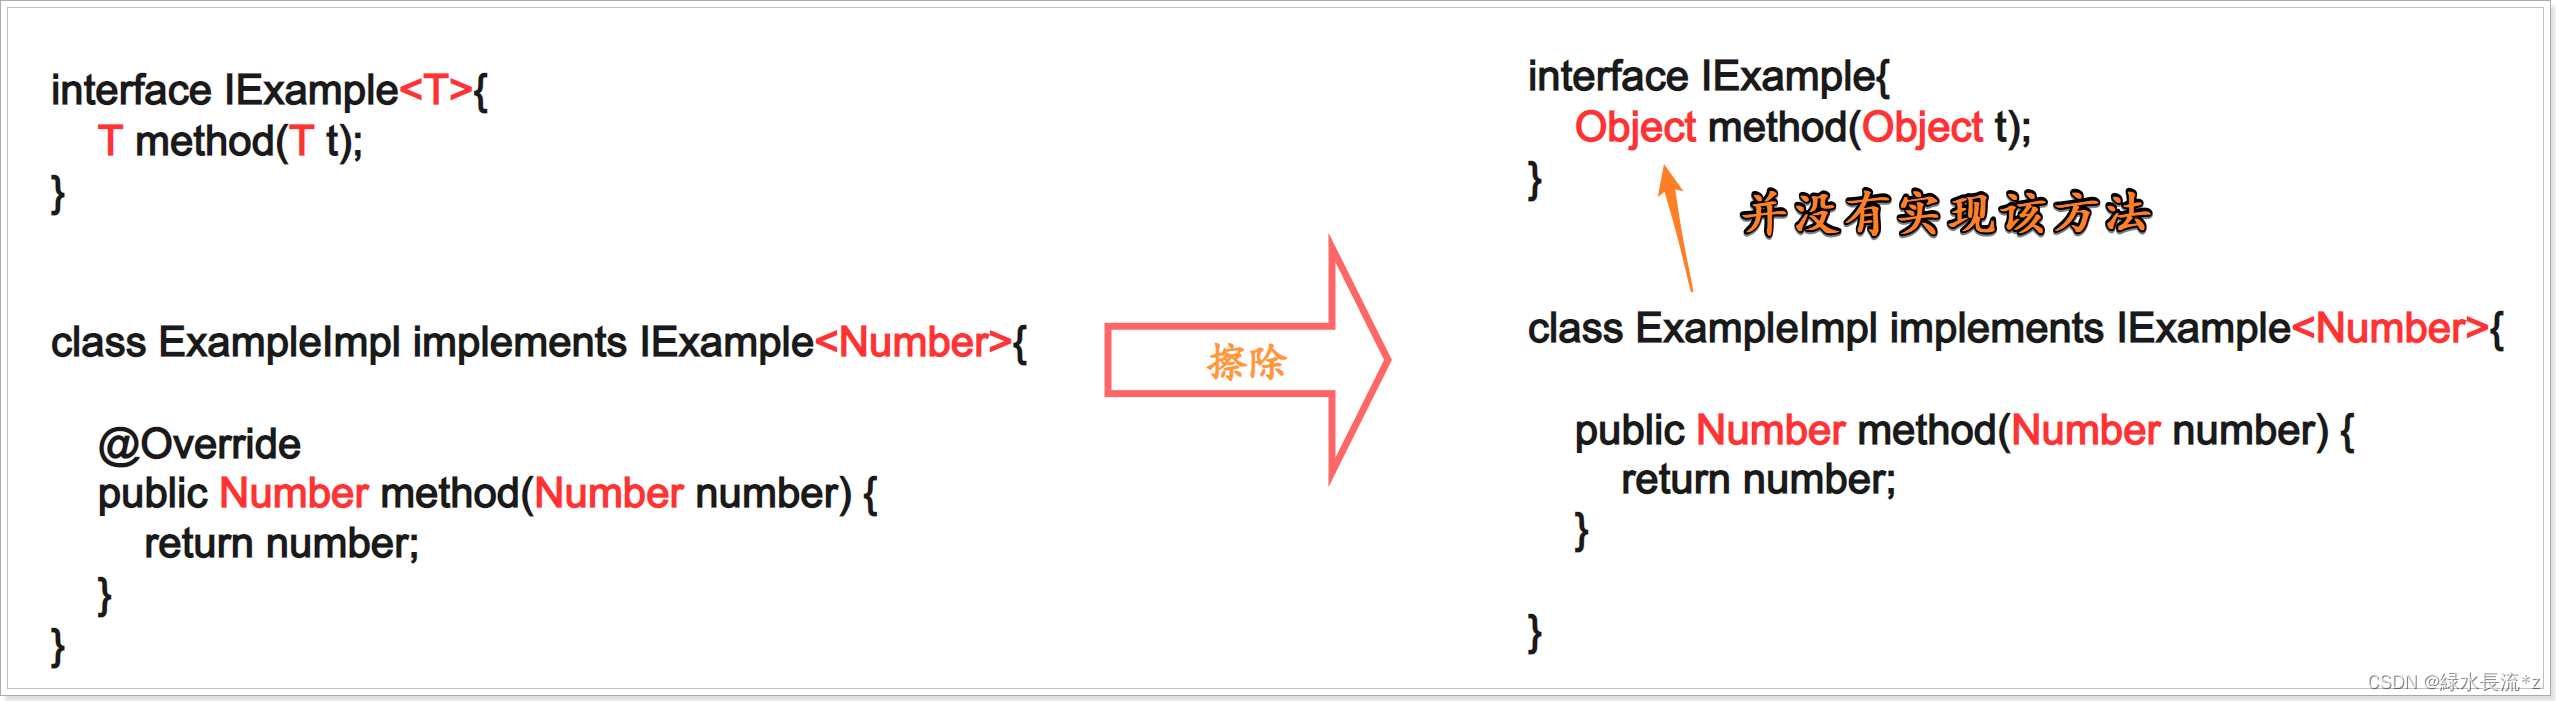 interface IExample<T>{
T method(T t);
}
class ExampleImpl implements IExample<Number>{
@Override
public Number method(Number number) {
return number;
}
}
擦除
interface IExample{
Object method(Object t);
}
并没有实现该方法
class ExampleImpl implements IExample<Number>{
public Number method(Number number) {
return number;
}
}
CSDN @緑水長流*z